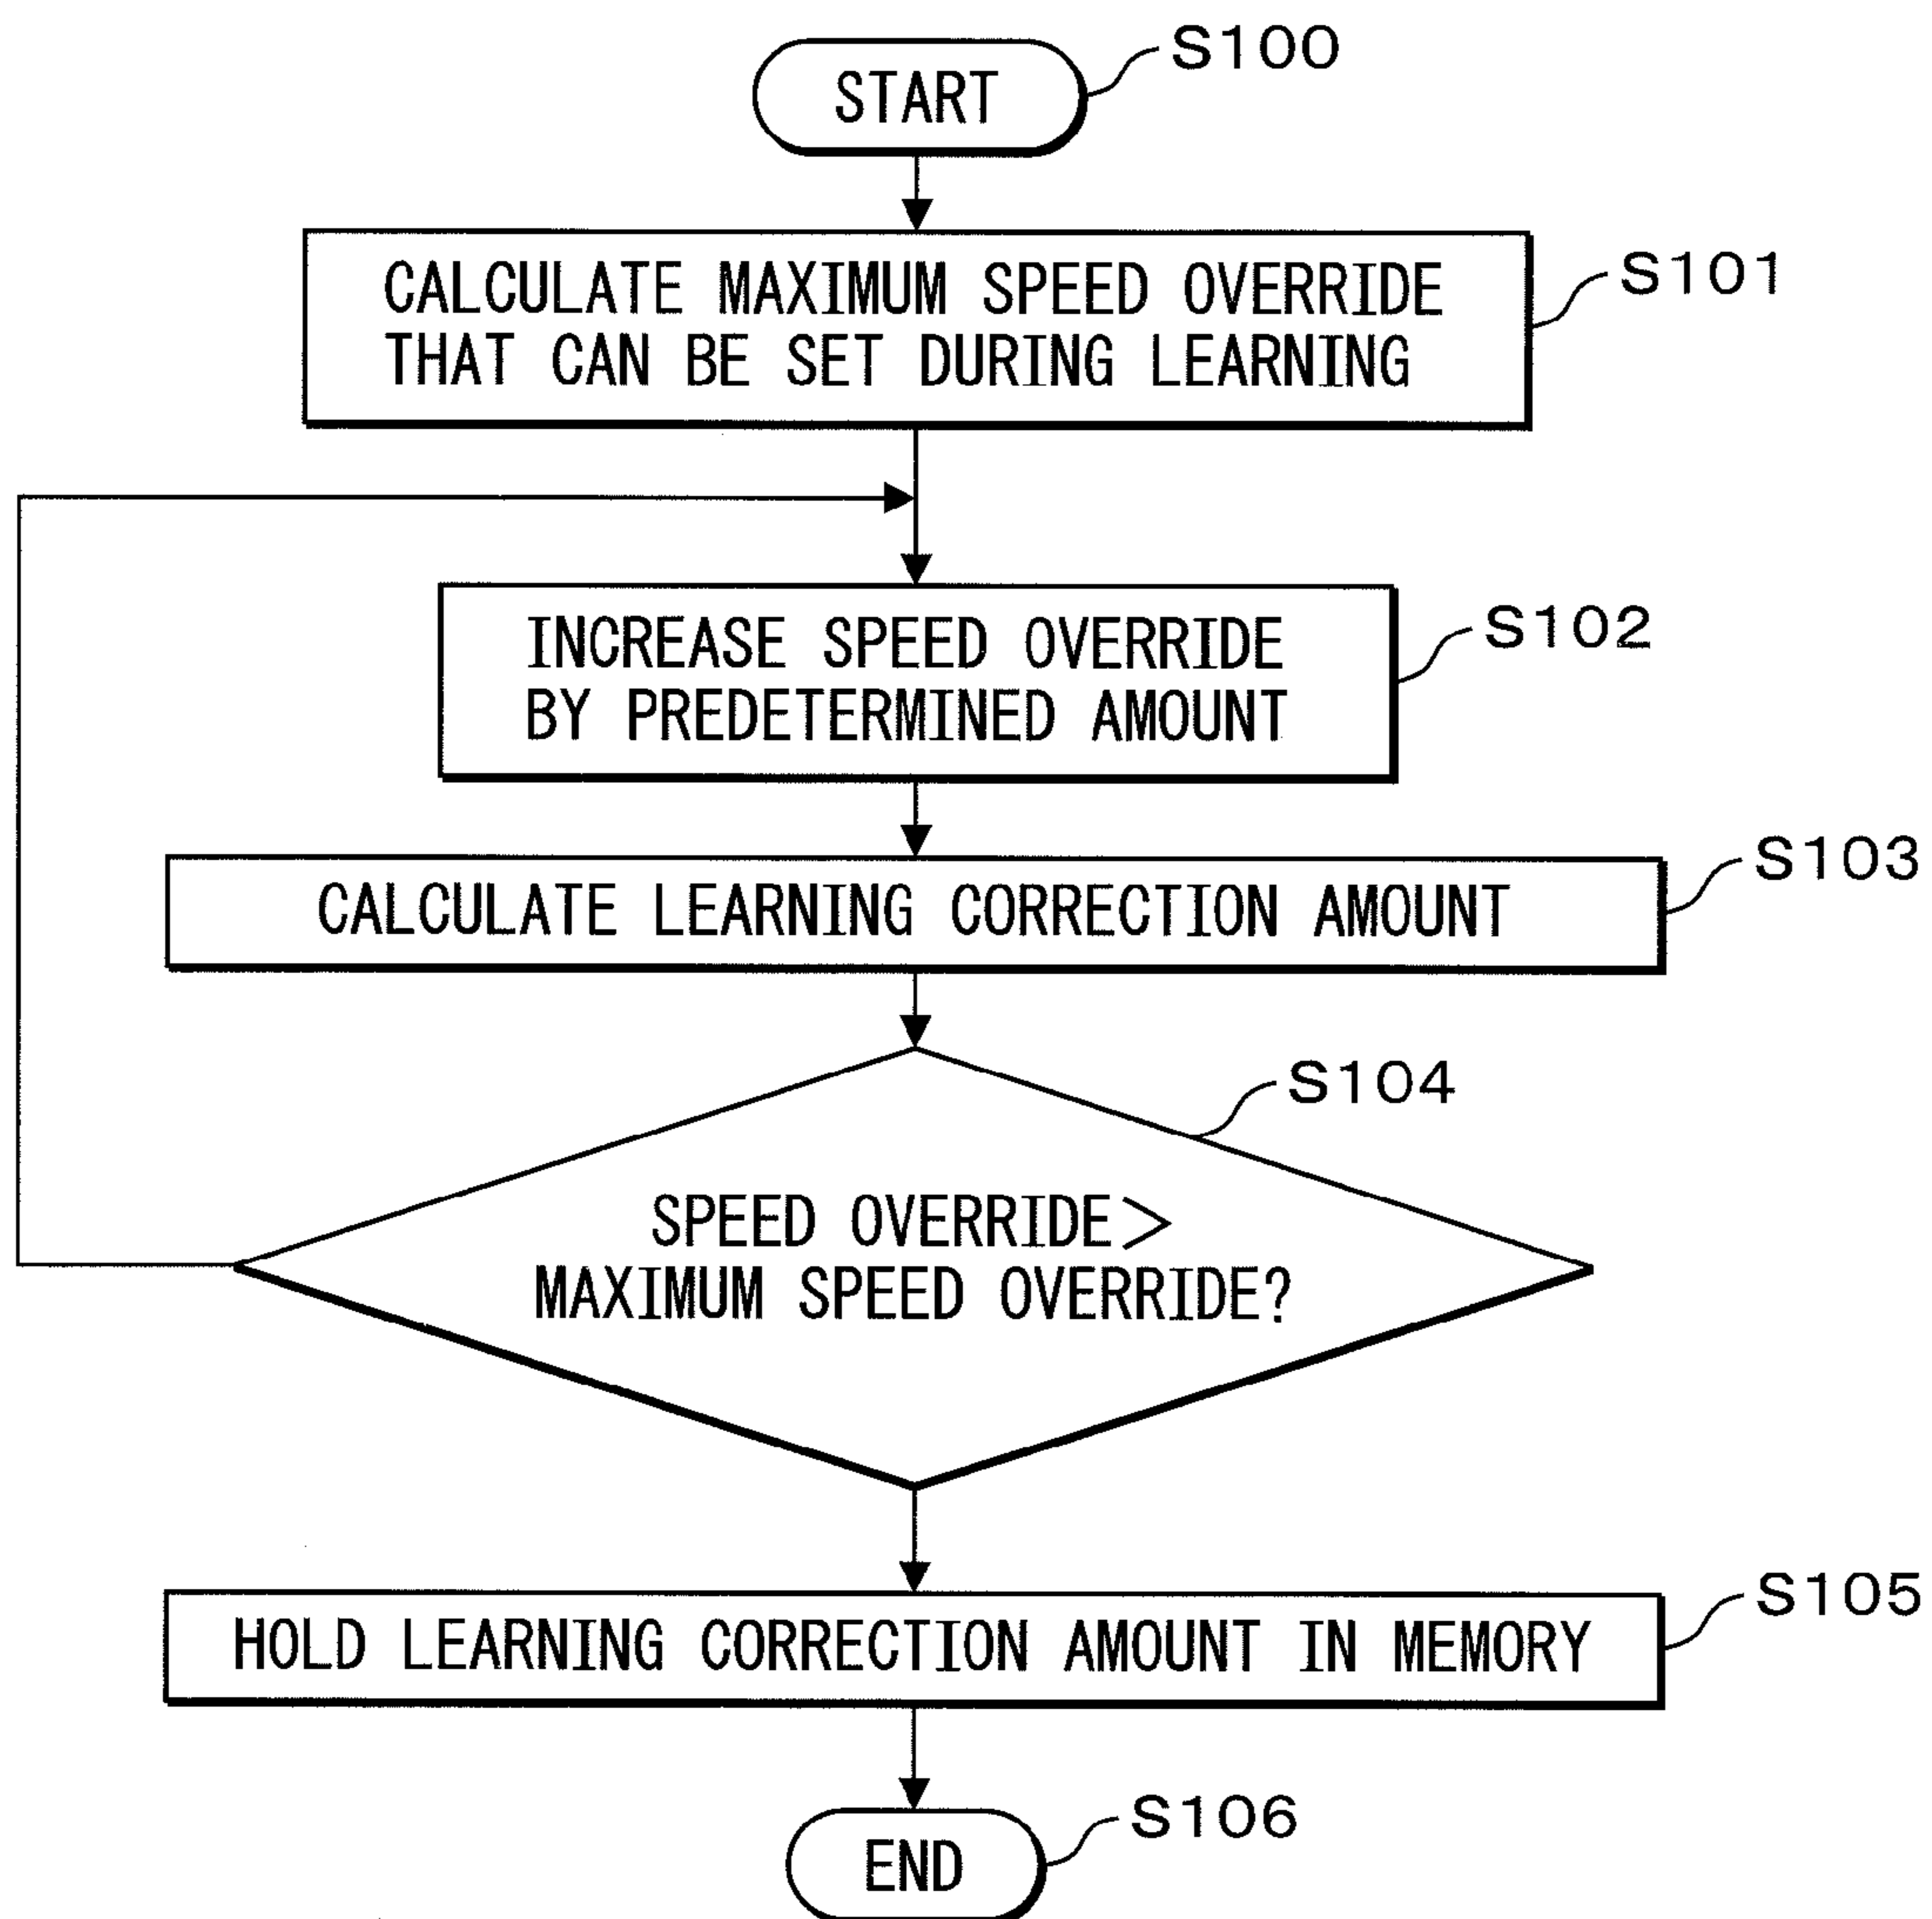 START
S100
CALCULATE MAXIMUM SPEED OVERRIDE
THAT CAN BE SET DURING LEARNING
S101
INCREASE SPEED OVERRIDE
BY PREDETERMINED AMOUNT
S102
CALCULATE LEARNING CORRECTION AMOUNT
S103
SPEED OVERRIDE>
MAXIMUM SPEED OVERRIDE?
S104
HOLD LEARNING CORRECTION AMOUNT IN MEMORY
S105
END
S106